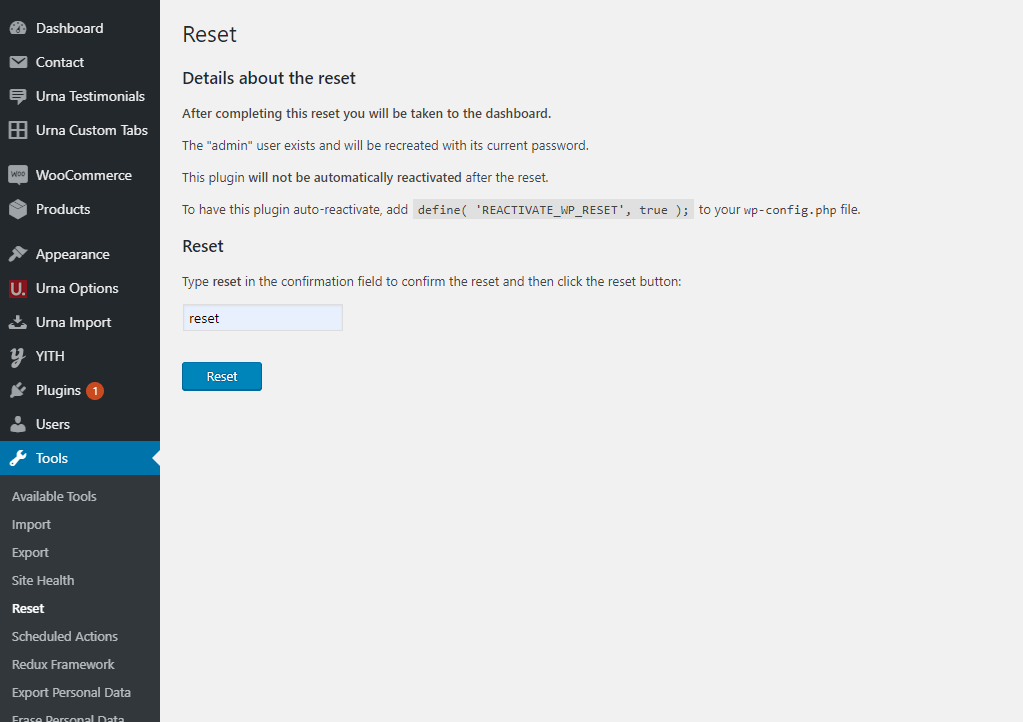 Dashboard
Contact
Urna Testimonials
Urna Custom Tabs
WOO WooCommerce
Products
Appearance
U. Urna Options
Urna Import
YITH
Plugins 1
Users
Tools
Available Tools
Import
Export
Site Health
Reset
Scheduled Actions
Redux Framework
Export Personal Data
Erase Personal Data
Reset
Details about the reset
After completing this reset you will be taken to the dashboard.
The "admin" user exists and will be recreated with its current password.
This plugin will not be automatically reactivated after the reset.
To have this plugin auto-reactivate, add define( 'REACTIVATE_WP_RESET', true ); to your wp-config.php file.
Reset
Type reset in the confirmation field to confirm the reset and then click the reset button:
reset
Reset